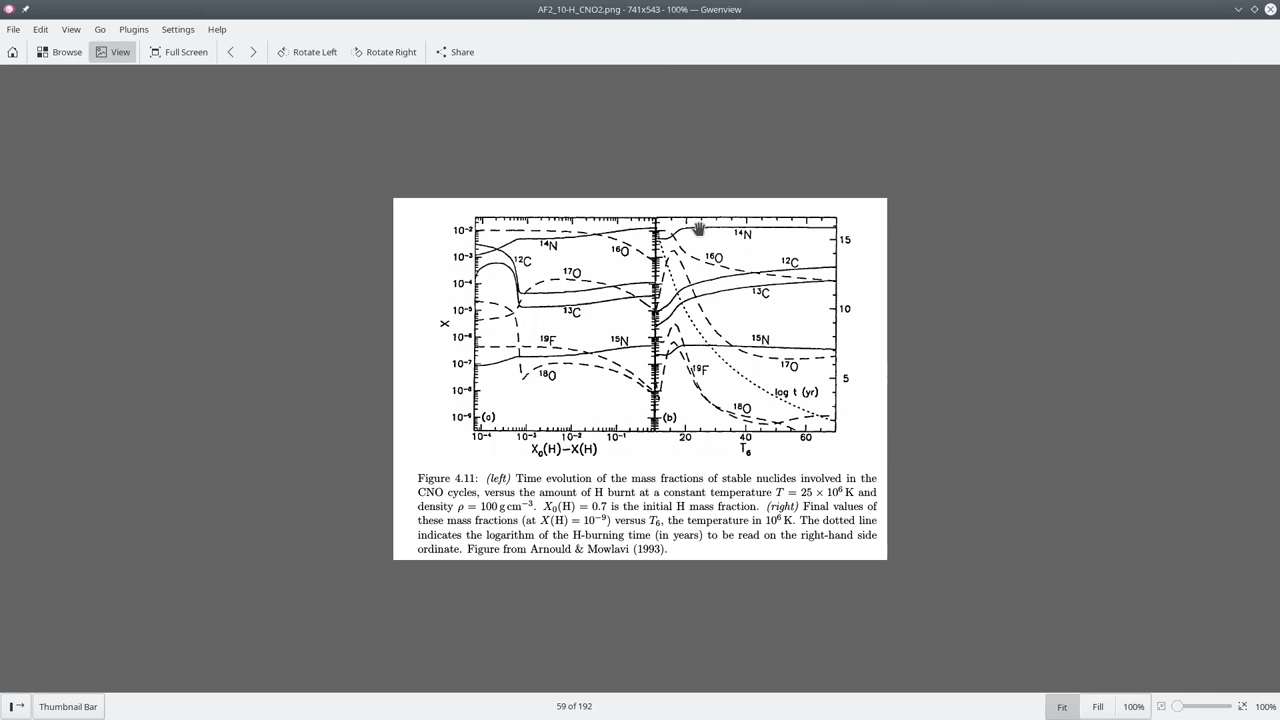 AF2_10-H_CNO2.png - 741x543 - 100% — Gwenview
File Edit View Go Plugins Settings Help
Browse View Full Screen Rotate Left Rotate Right Share
10⁻² 10⁻³ 10⁻⁴ 10⁻⁵ 10⁻⁶ 10⁻⁷ 10⁻⁸ 10⁻⁹
X
¹⁴N ¹⁶O
¹²C
¹⁷O
¹³C
¹⁹F ¹⁵N
¹⁸O
(a)
10⁻⁴ 10⁻³ 10⁻² 10⁻¹
X₀(H)−X(H)
¹⁴N
¹⁶O ¹²C
¹³C
¹⁵N
¹⁷O
¹⁹F
log t (yr)
¹⁸O
(b)
15 10 5
20 40 60
T₆
Figure 4.11: (left) Time evolution of the mass fractions of stable nuclides involved in the
CNO cycles, versus the amount of H burnt at a constant temperature T = 25 × 10⁶ K and
density ρ = 100 g cm⁻³. X₀(H) = 0.7 is the initial H mass fraction. (right) Final values of
these mass fractions (at X(H) = 10⁻⁹) versus T₆, the temperature in 10⁶ K. The dotted line
indicates the logarithm of the H-burning time (in years) to be read on the right-hand side
ordinate. Figure from Arnould & Mowlavi (1993).
Thumbnail Bar 59 of 192 Fit Fill 100% 100%